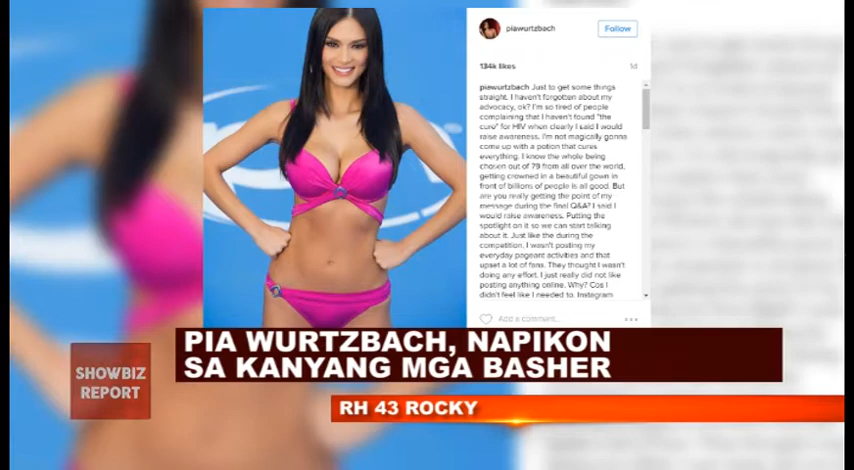 piawurtzbach
Follow
134k likes
1d
piawurtzbach Just to get some things
straight. I haven't forgotten about my
advocacy, ok? I'm so tired of people
complaining that I haven't found "the
cure" for HIV when clearly I said I would
raise awareness. I'm not magically gonna
come up with a potion that cures
everything. I know the whole being
chosen out of 79 from all over the world,
getting crowned in a beautiful gown in
front of billions of people is all good. But
are you really getting the point of my
message during the final Q&A? I said I
would raise awareness. Putting the
spotlight on it so we can start talking
about it. Just like the during the
competition. I wasn't posting my
everyday pageant activities and that
upset a lot of fans. They thought I wasn't
doing any effort. I just really did not like
posting anything online. Why? Cos I
didn't feel like I needed to. Instagram
Add a comment...
PIA WURTZBACH, NAPIKON
SA KANYANG MGA BASHER
SHOWBIZ
REPORT
RH 43 ROCKY